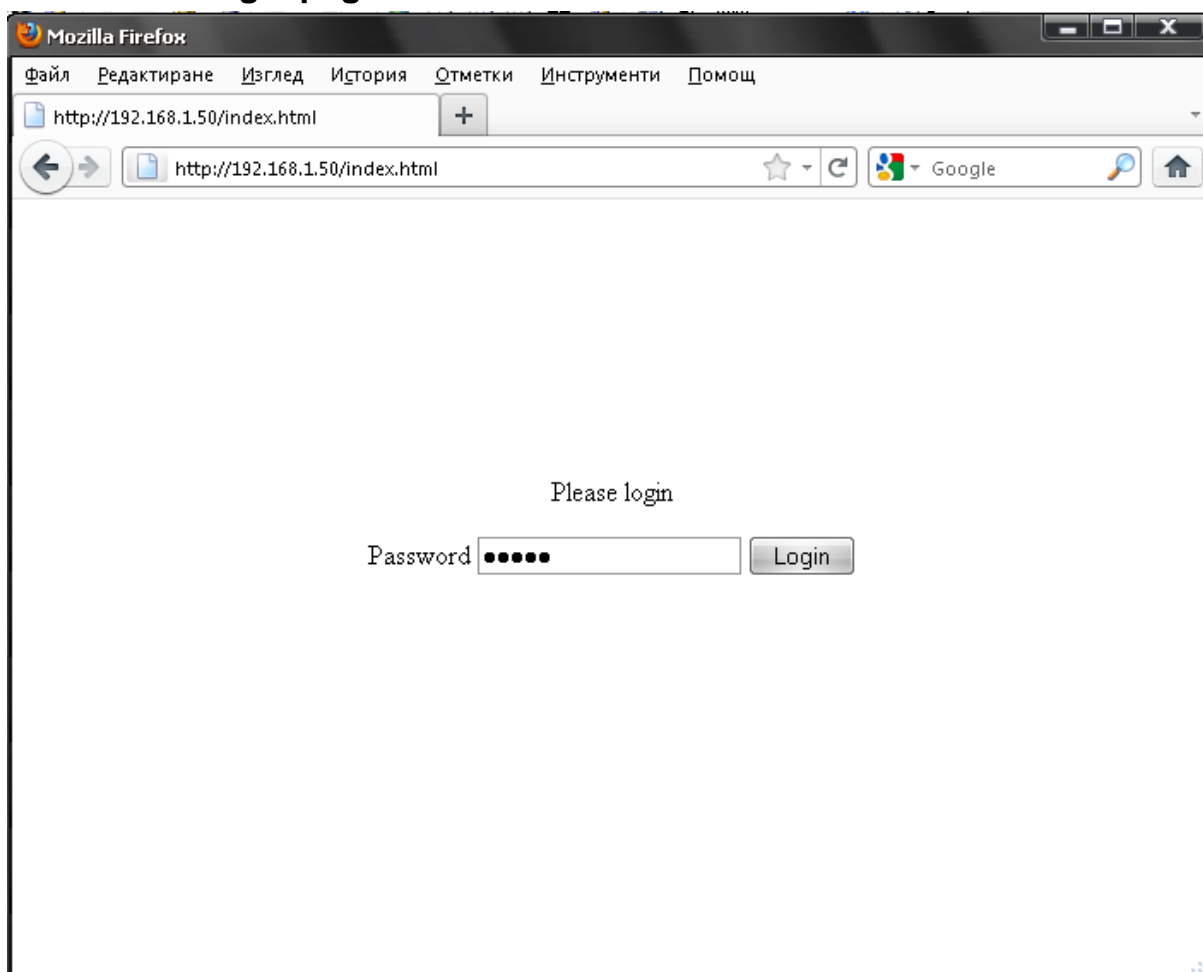 Mozilla Firefox
Файл Редактиране Изглед История Отметки Инструменти Помощ
http://192.168.1.50/index.html
http://192.168.1.50/index.html Google
Please login
Password ••••• Login